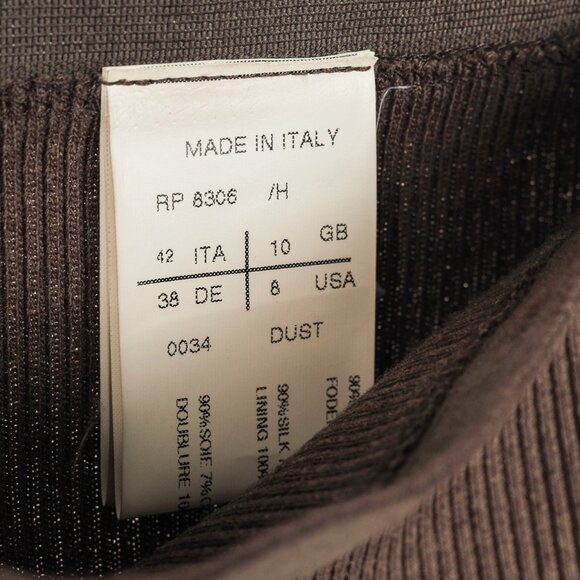 MADE IN ITALY
RP 8306 /H
42 ITA 10 GB
38 DE 8 USA
0034 DUST
90%SOIE 7%
DOUBLURE
90%SILK
LINING 100%
FODE